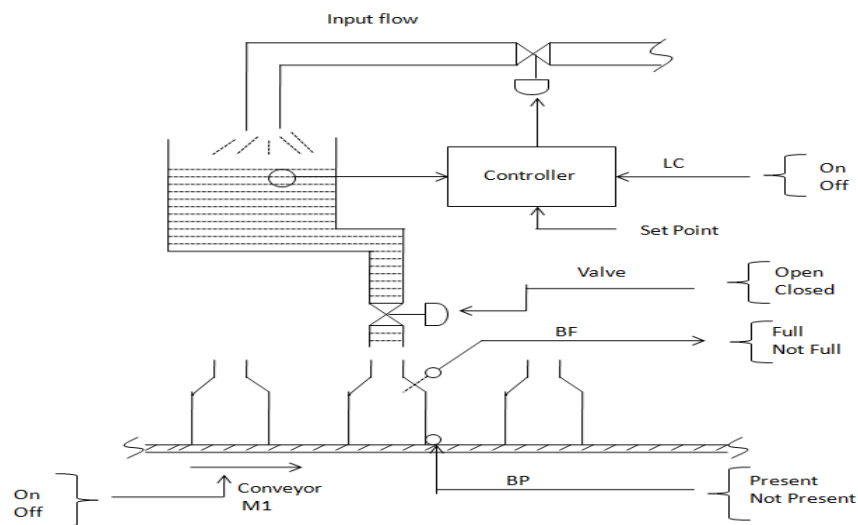 Input flow
LC
On
Off
Controller
Set Point
Valve
Open
Closed
BF
Full
Not Full
On
Off
Conveyor
M1
BP
Present
Not Present